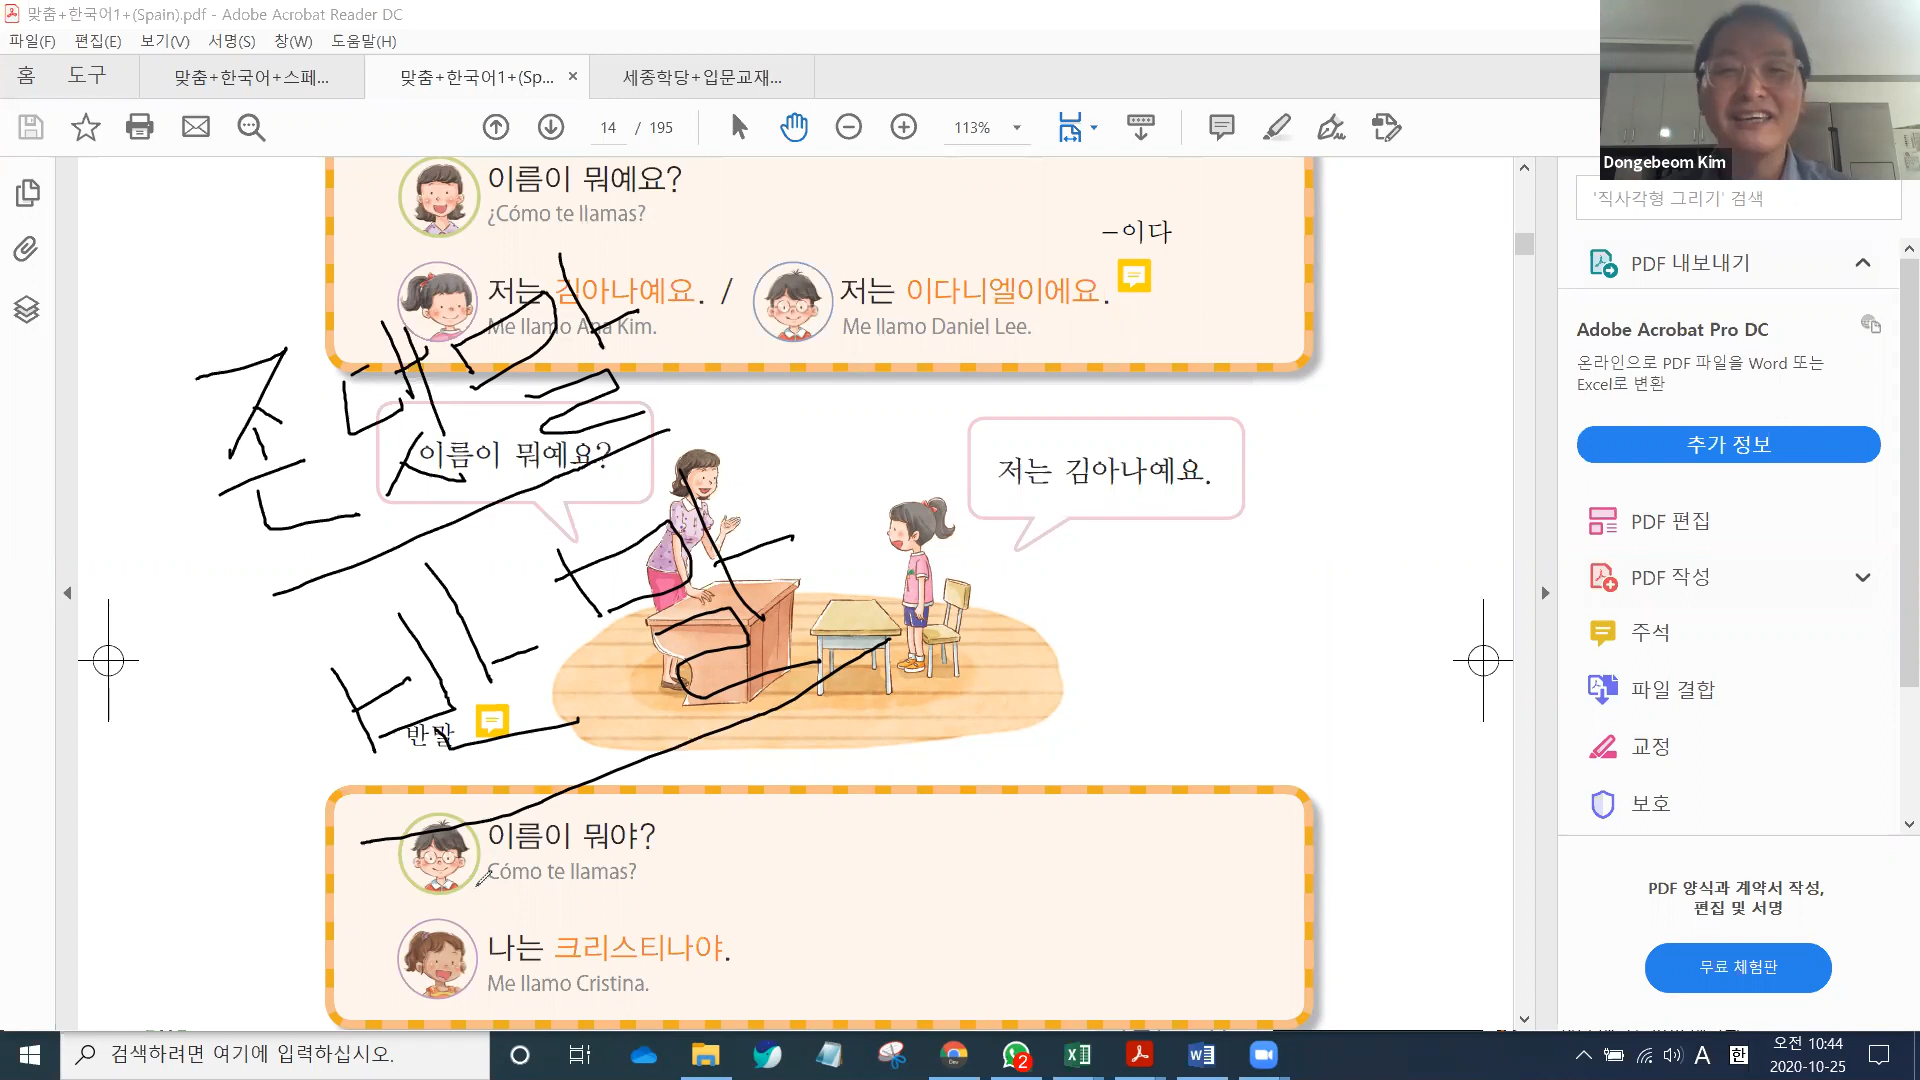 맞춤+한국어1+(Spain).pdf - Adobe Acrobat Reader DC
파일(F) 편집(E) 보기(V) 서명(S) 창(W) 도움말(H)
홈 도구 맞춤+한국어+스페... 맞춤+한국어1+(Sp... × 세종학당+입문교재...
14 / 195 113%
Dongebeom Kim
'직사각형 그리기' 검색
이름이 뭐예요?
¿Cómo te llamas?
-이다
저는 김아나예요. / 저는 이다니엘이에요.
Me llamo Ana Kim. Me llamo Daniel Lee.
존댓말
이름이 뭐예요?
저는 김아나예요.
반말
반말
이름이 뭐야?
Cómo te llamas?
나는 크리스티나야.
Me llamo Cristina.
PDF 내보내기
Adobe Acrobat Pro DC
온라인으로 PDF 파일을 Word 또는
Excel로 변환
추가 정보
PDF 편집
PDF 작성
주석
파일 결합
교정
보호
PDF 양식과 계약서 작성,
편집 및 서명
무료 체험판
검색하려면 여기에 입력하십시오.
2
A 한 오전 10:44
2020-10-25